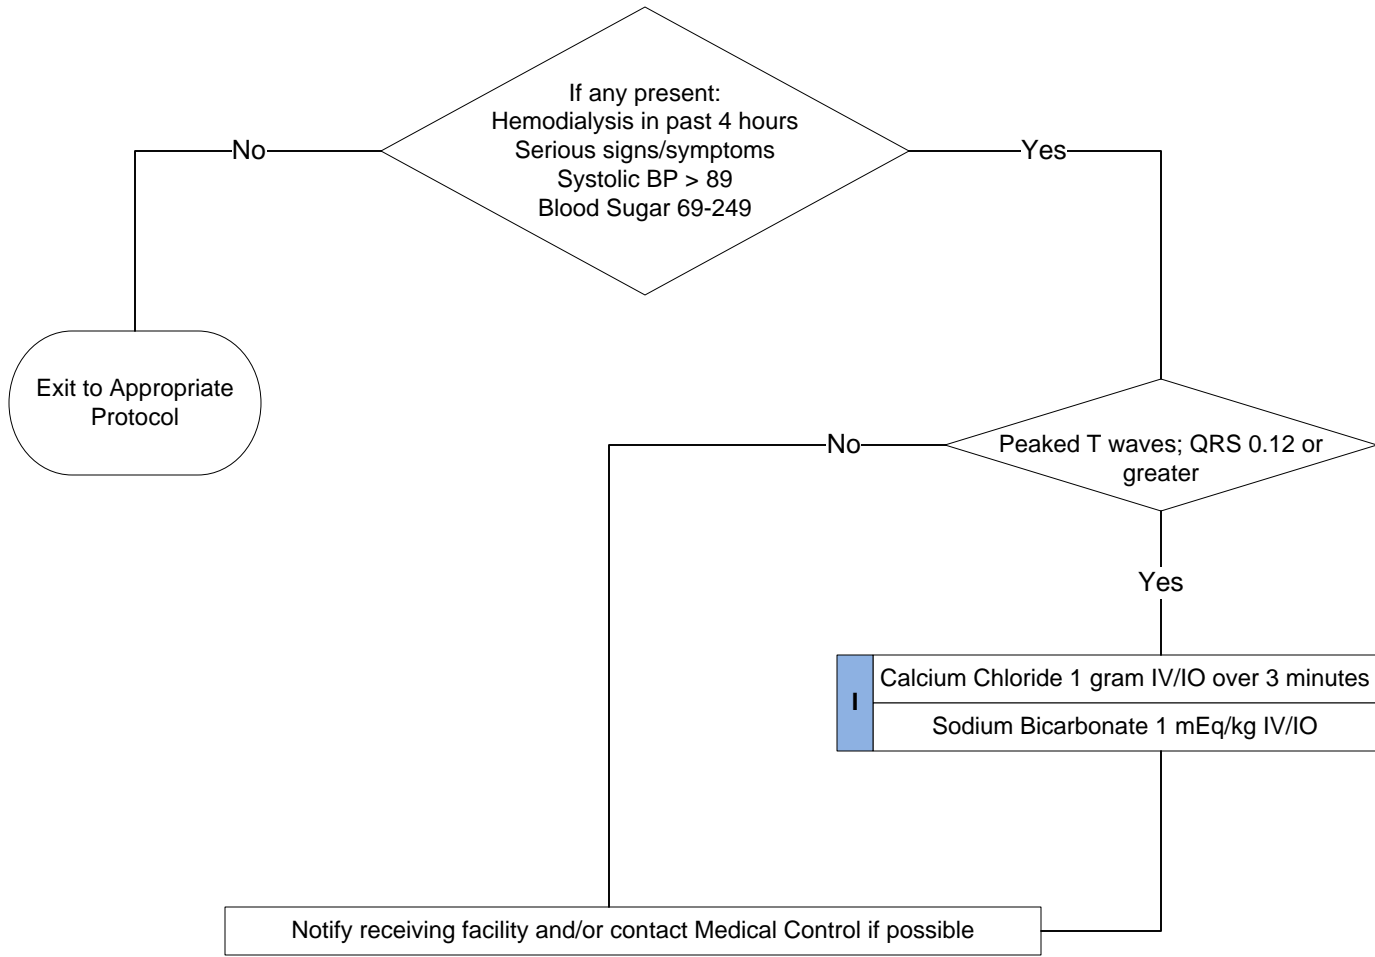 If any present:
Hemodialysis in past 4 hours
Serious signs/symptoms
Systolic BP > 89
Blood Sugar 69-249
No
Yes
Exit to Appropriate
Protocol
No
Peaked T waves; QRS 0.12 or
greater
Yes
I
Calcium Chloride 1 gram IV/IO over 3 minutes
Sodium Bicarbonate 1 mEq/kg IV/IO
Notify receiving facility and/or contact Medical Control if possible